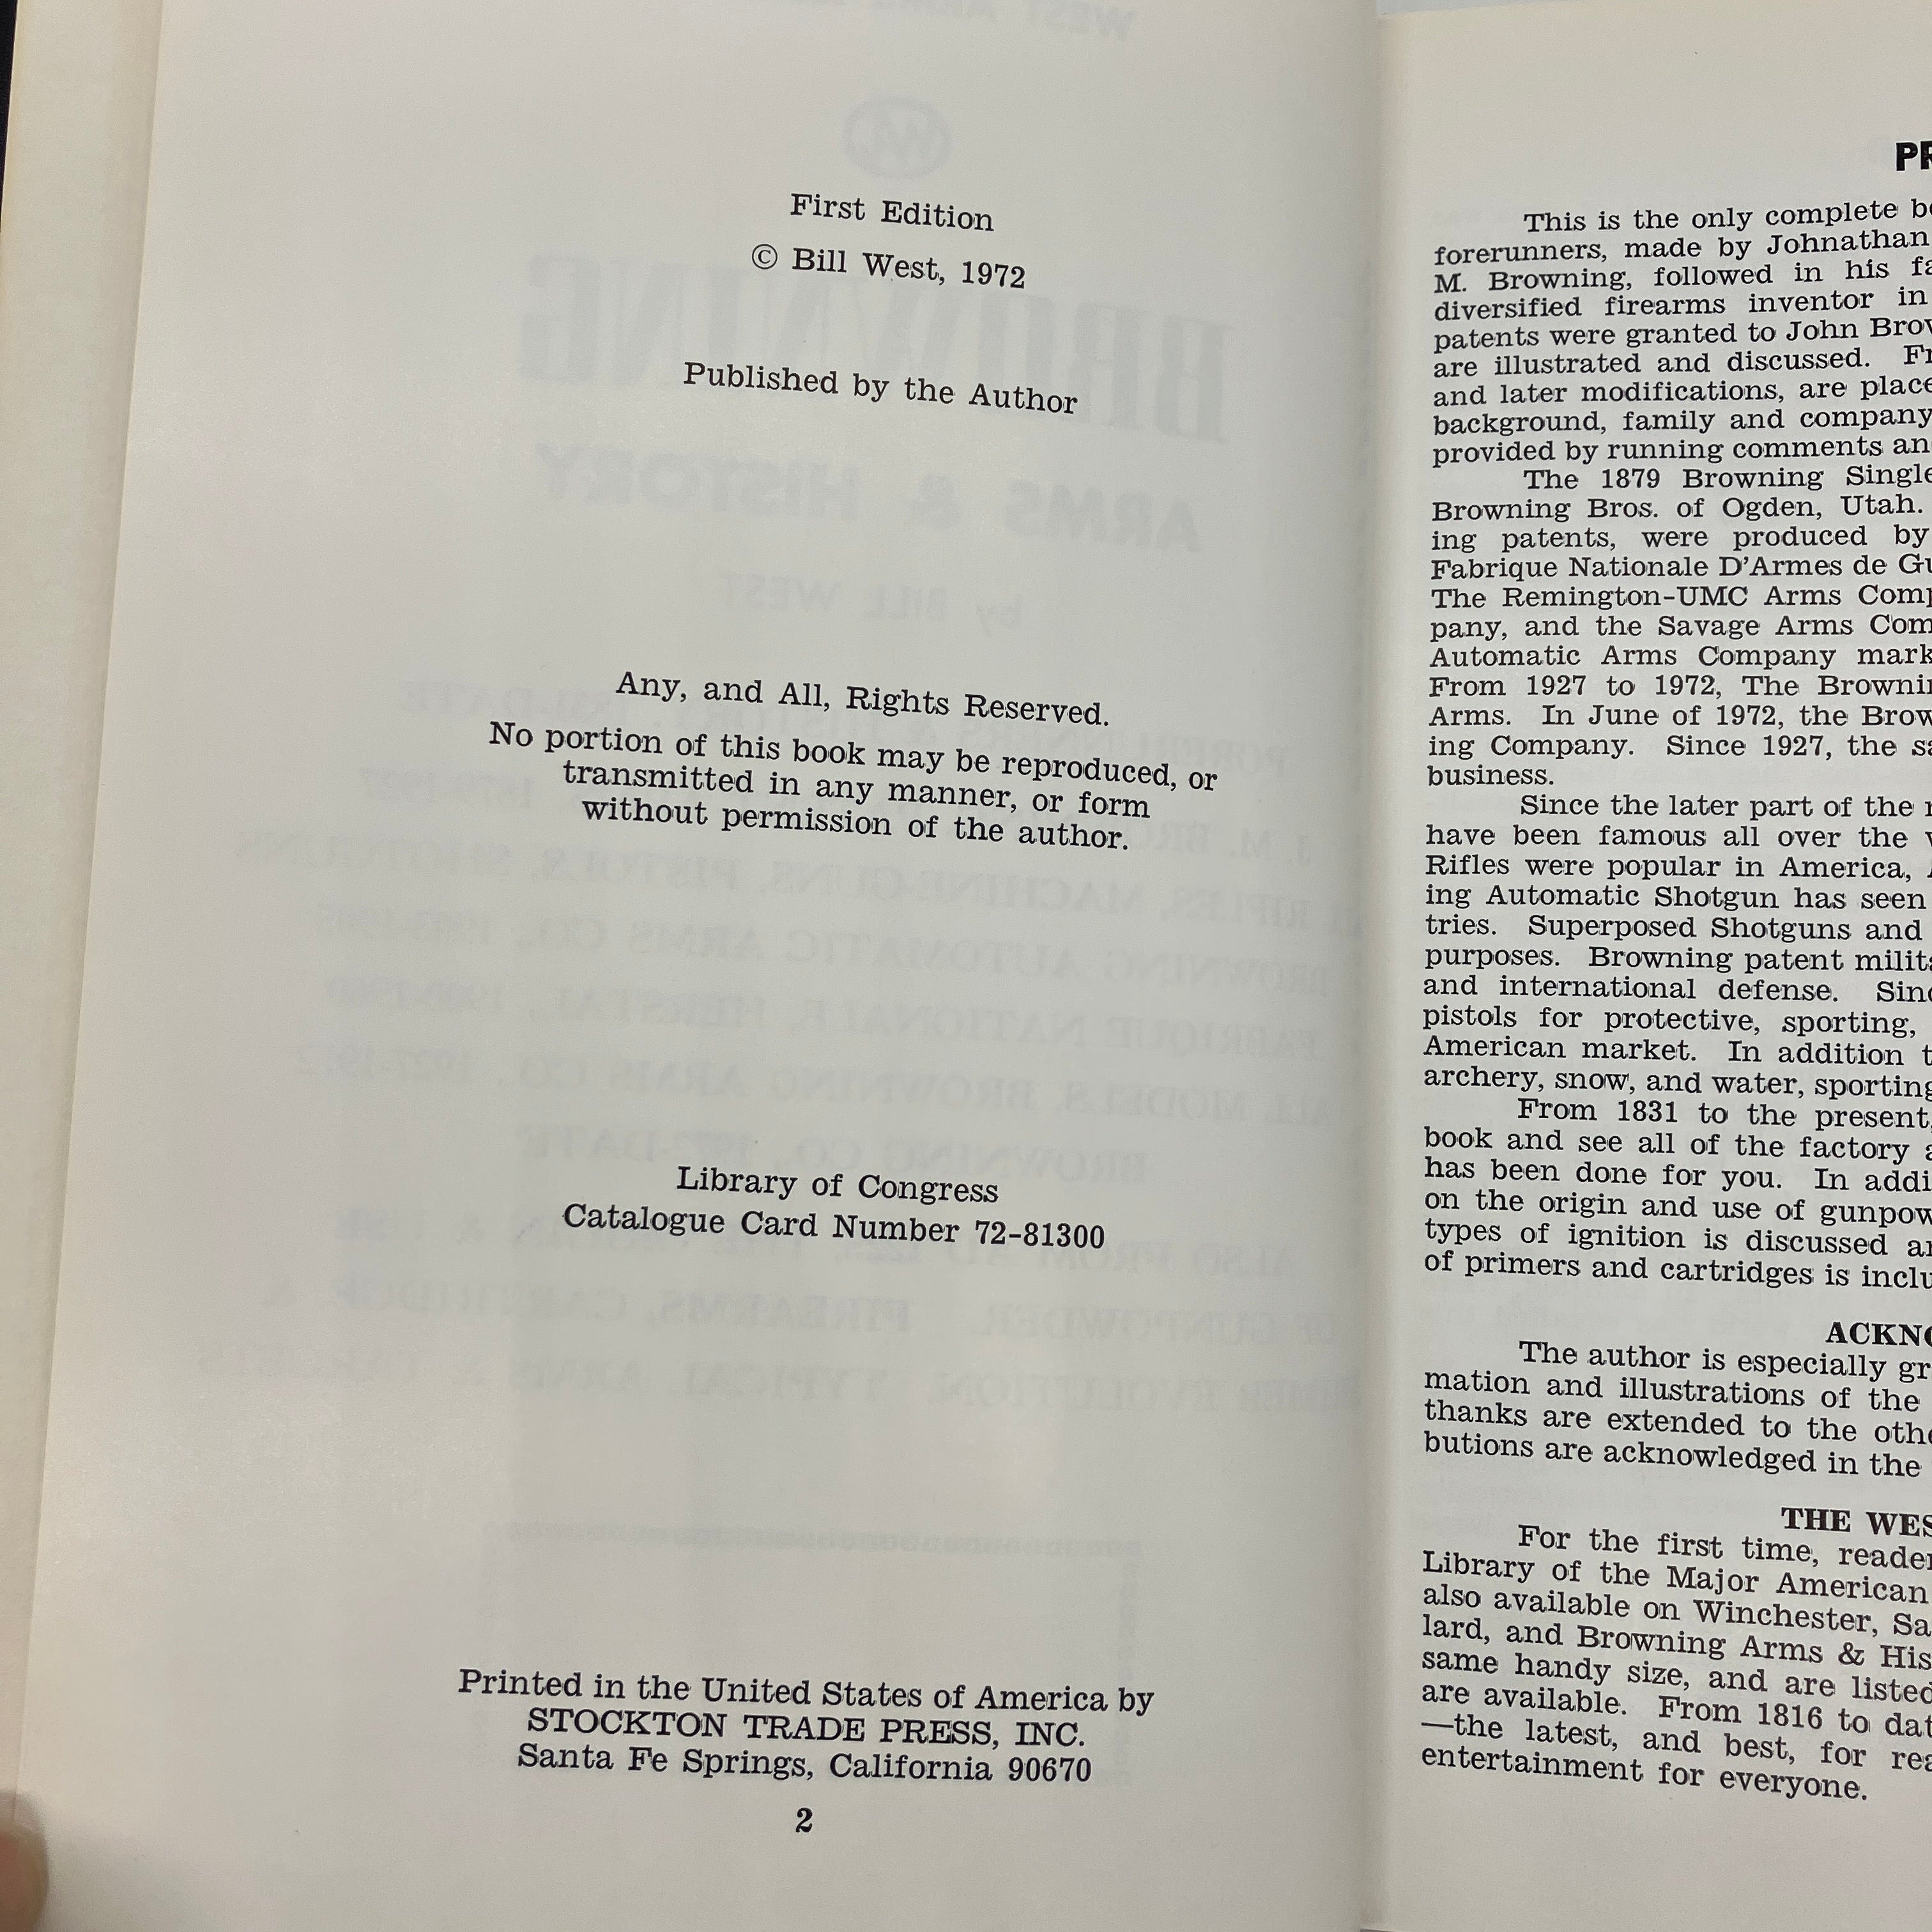 First Edition
© Bill West, 1972
Published by the Author
Any, and All, Rights Reserved.
No portion of this book may be reproduced, or
transmitted in any manner, or form
without permission of the author.
Library of Congress
Catalogue Card Number 72-81300
Printed in the United States of America by
STOCKTON TRADE PRESS, INC.
Santa Fe Springs, California 90670
2
This is the only complete
forerunners, made by Johnathan
M. Browning, followed in his
diversified firearms inventor in
patents were granted to John
are illustrated and discussed.
and later modifications, are
background, family and company
provided by running comments
The 1879 Browning
Browning Bros. of Ogden, Utah.
ing patents, were produced by
Fabrique Nationale D'Armes de
The Remington-UMC Arms
pany, and the Savage Arms
Automatic Arms Company
From 1927 to 1972, The
Arms. In June of 1972, the
ing Company. Since 1927, the
business.
Since the later part of the
have been famous all over the
Rifles were popular in America,
ing Automatic Shotgun has seen
tries. Superposed Shotguns and
purposes. Browning patent
and international defense.
pistols for protective, sporting,
American market. In addition
archery, snow, and water, sporting
From 1831 to the present,
book and see all of the factory
has been done for you. In
on the origin and use of
types of ignition is discussed
of primers and cartridges is
The author is especially
mation and illustrations of the
thanks are extended to the
butions are acknowledged in the
THE
For the first time,
Library of the Major American
also available on Winchester,
lard, and Browning Arms &
same handy size, and are listed
are available. From 1816 to
—the latest, and best, for
entertainment for everyone.